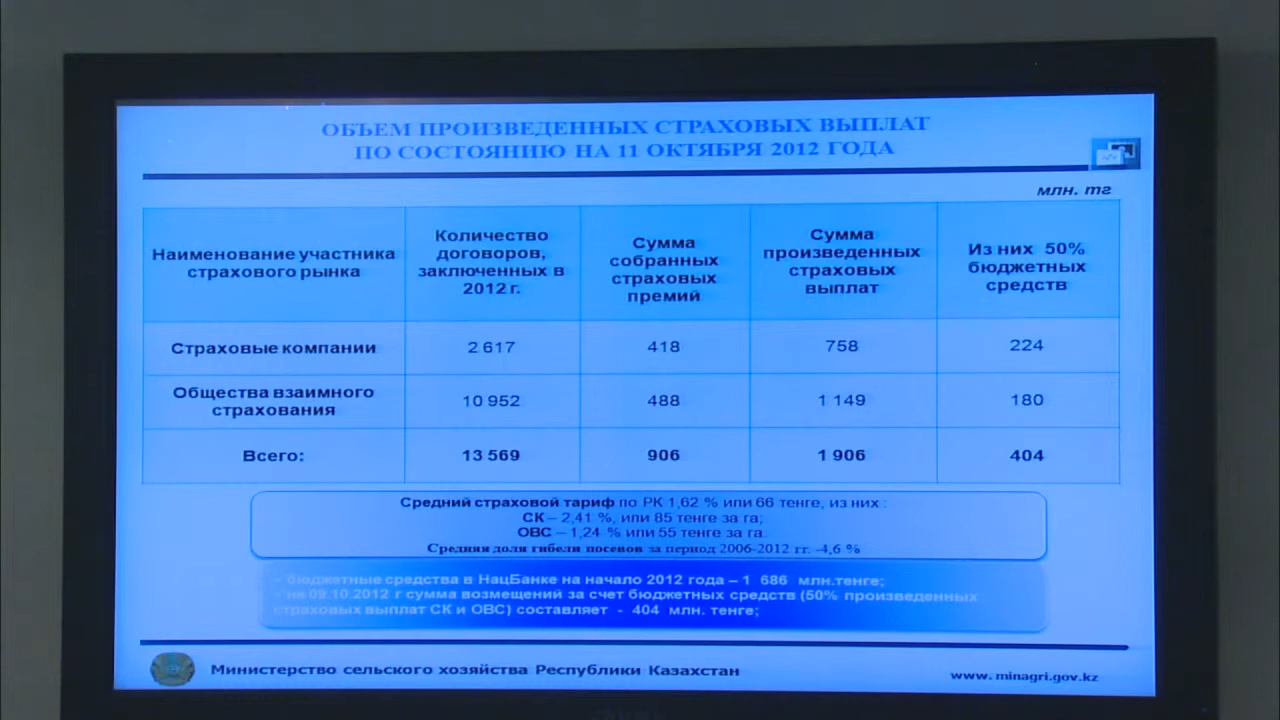 ОБЪЕМ ПРОИЗВЕДЕННЫХ СТРАХОВЫХ ВЫПЛАТ
ПО СОСТОЯНИЮ НА 11 ОКТЯБРЯ 2012 ГОДА
млн. тг
Наименование участника
страхового рынка
Количество
договоров,
заключенных в
2012 г.
Сумма
собранных
страховых
премий
Сумма
произведенных
страховых
выплат
Из них 50%
бюджетных
средств
Страховые компании
2 617
418
758
224
Общества взаимного
страхования
10 952
488
1 149
180
Всего:
13 569
906
1 906
404
Средний страховой тариф по РК 1,62 % или 66 тенге, из них :
СК – 2,41 %, или 85 тенге за га;
ОВС – 1,24 % или 55 тенге за га.
Средняя доля гибели посевов за период 2006-2012 гг. -4,6 %
- бюджетные средства в НацБанке на начало 2012 года – 1 686 млн.тенге;
- на 09.10.2012 г сумма возмещений за счет бюджетных средств (50% произведенных
страховых выплат СК и ОВС) составляет - 404 млн. тенге;
Министерство сельского хозяйства Республики Казахстан
www.minagri.gov.kz